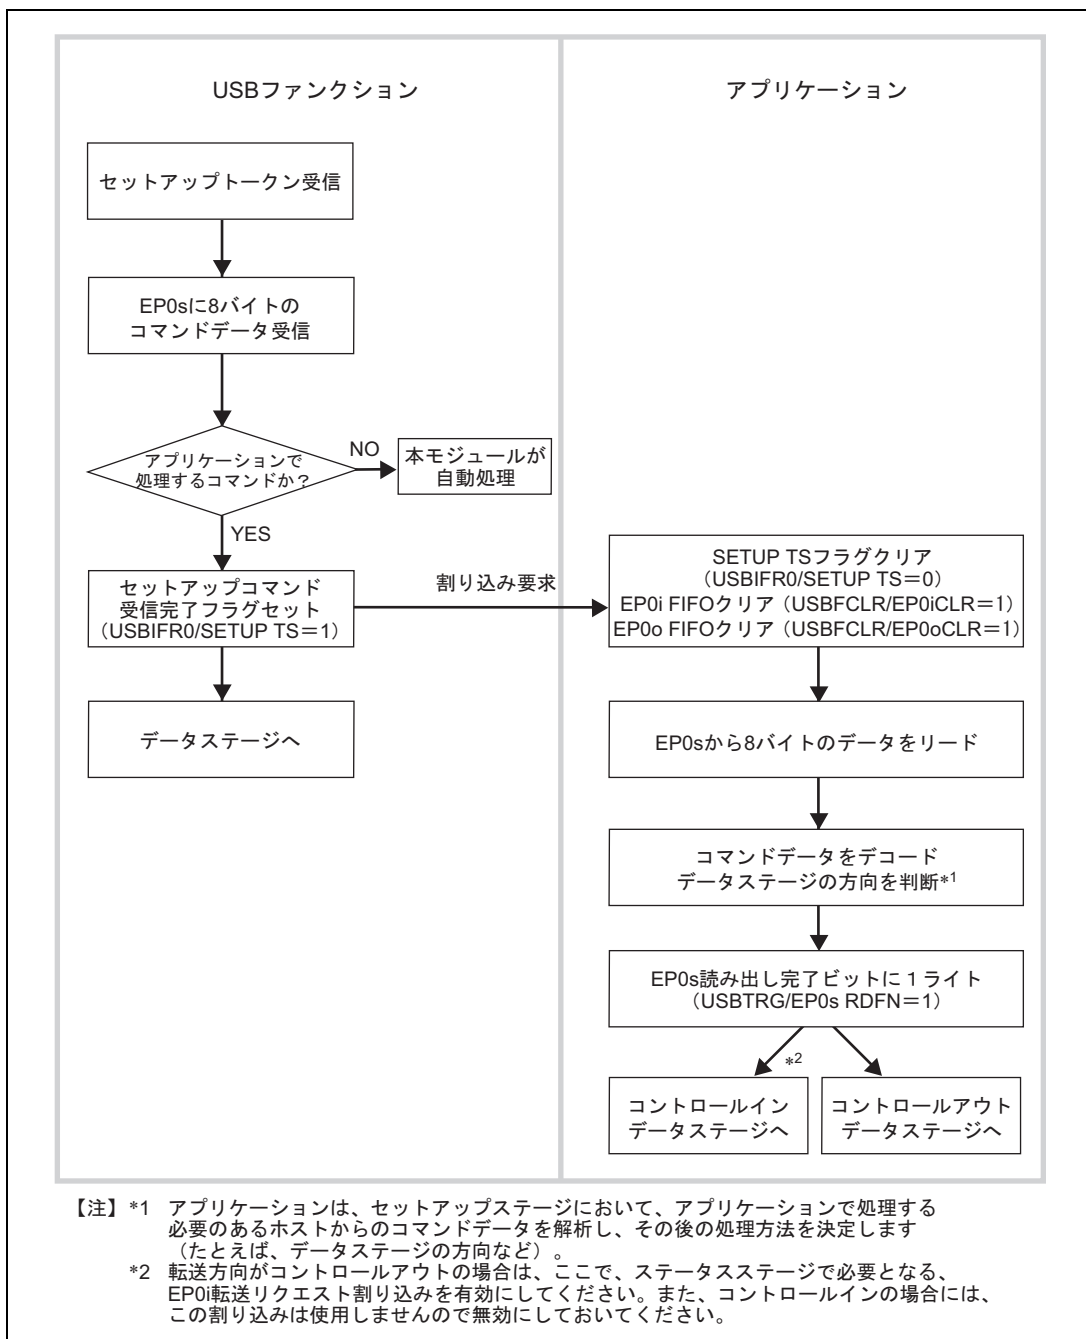 USBファンクション
アプリケーション
セットアップトークン受信
EP0sに8バイトの
コマンドデータ受信
アプリケーションで
処理するコマンドか？
NO
本モジュールが
自動処理
YES
セットアップコマンド
受信完了フラグセット
（USBIFR0/SETUP TS＝1）
割り込み要求
データステージへ
SETUP TSフラグクリア
（USBIFR0/SETUP TS＝0）
EP0i FIFOクリア（USBFCLR/EP0iCLR＝1）
EP0o FIFOクリア（USBFCLR/EP0oCLR＝1）
EP0sから8バイトのデータをリード
コマンドデータをデコード
データステージの方向を判断*1
EP0s読み出し完了ビットに１ライト
（USBTRG/EP0s RDFN＝1）
*2
コントロールイン
データステージへ
コントロールアウト
データステージへ
【注】*1 アプリケーションは、セットアップステージにおいて、アプリケーションで処理する
必要のあるホストからのコマンドデータを解析し、その後の処理方法を決定します
（たとえば、データステージの方向など）。
*2 転送方向がコントロールアウトの場合は、ここで、ステータスステージで必要となる、
EP0i転送リクエスト割り込みを有効にしてください。また、コントロールインの場合には、
この割り込みは使用しませんので無効にしておいてください。